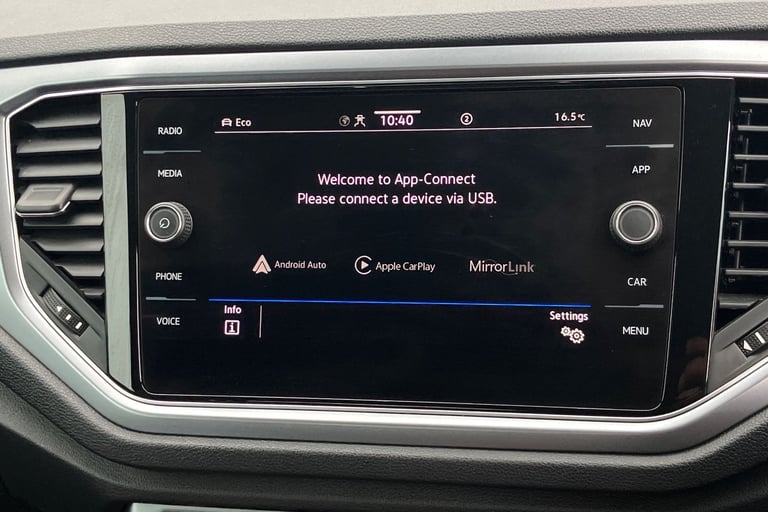 RADIO
MEDIA
PHONE
VOICE
Eco
10:40
2
16.5°C
Welcome to App-Connect
Please connect a device via USB.
Android Auto
Apple CarPlay
MirrorLink
Info
i
Settings
NAV
APP
CAR
MENU